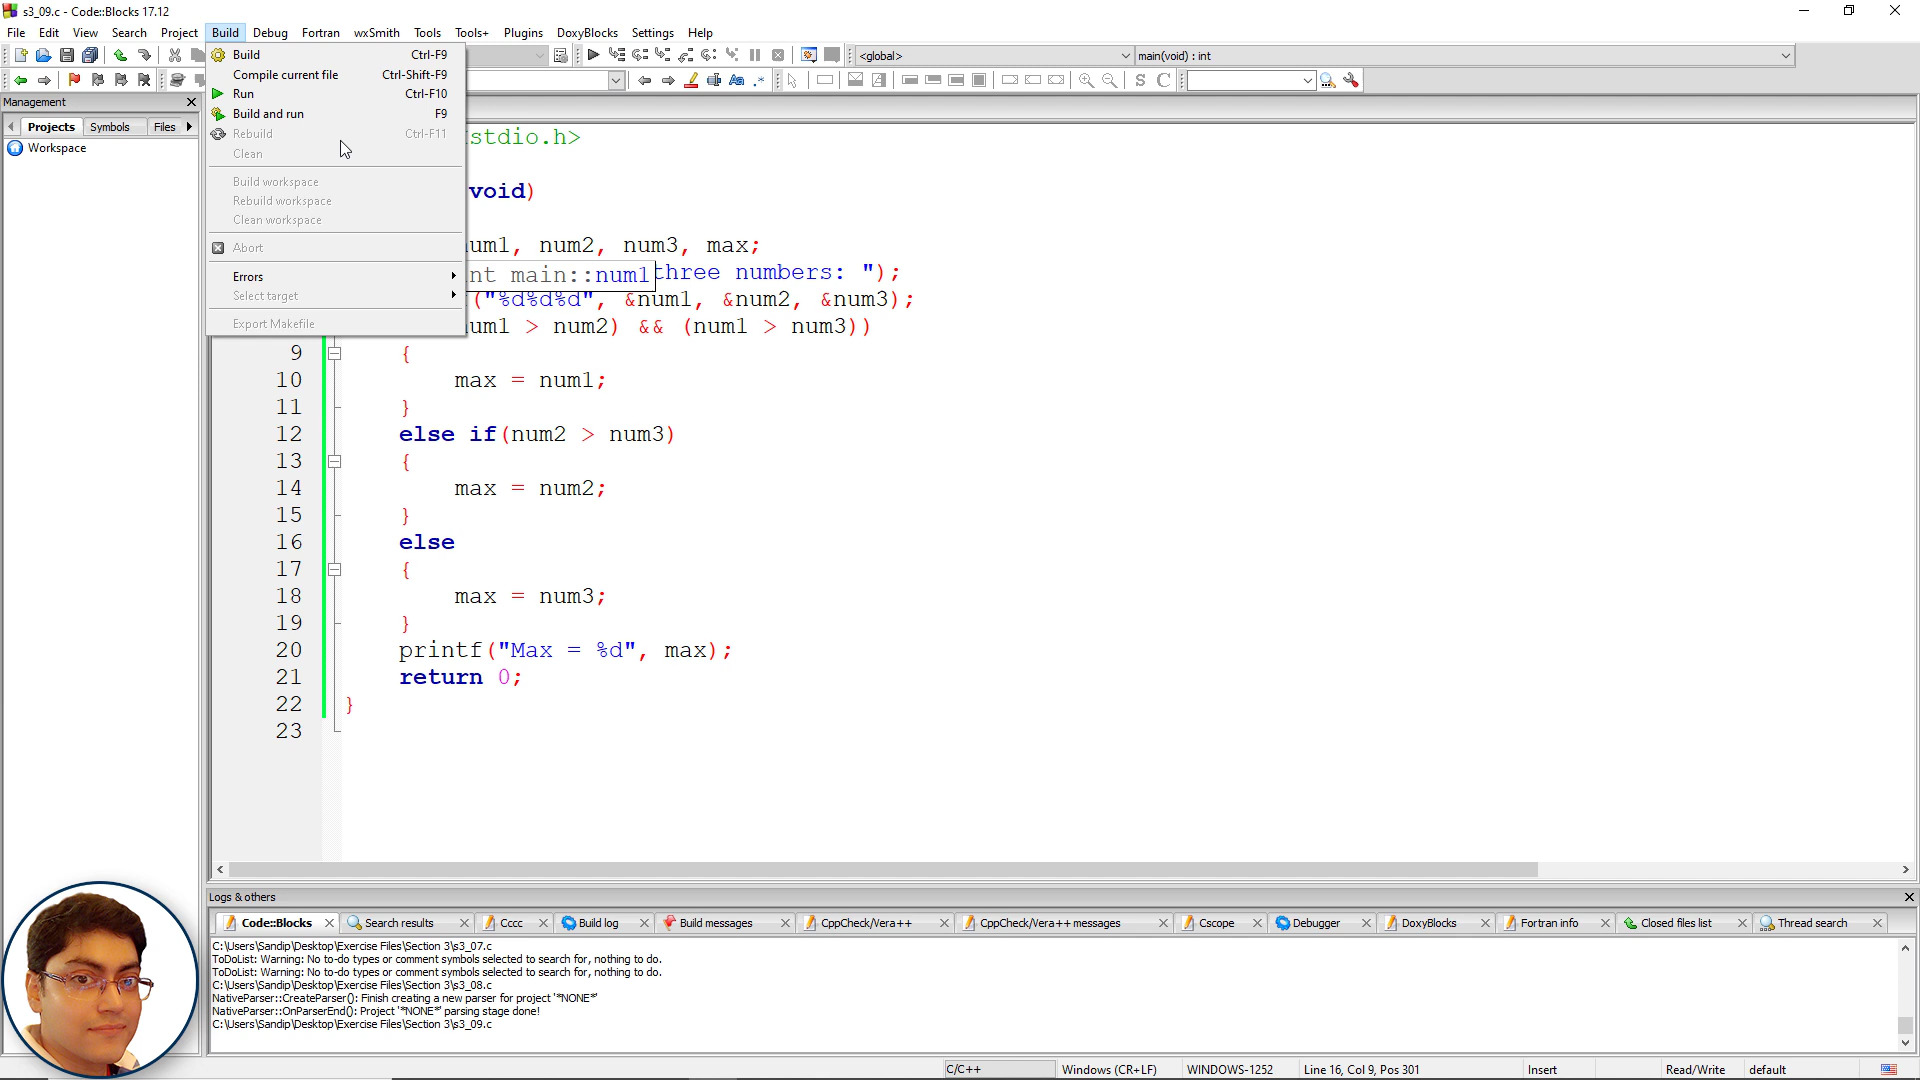 s3_09.c - Code::Blocks 17.12
File Edit View Search Project Build Debug Fortran wxSmith Tools Tools+ Plugins DoxyBlocks Settings Help
<global>
main(void) : int
S C
Management
Projects Symbols Files
Workspace
Build Ctrl-F9
Compile current file Ctrl-Shift-F9
Run Ctrl-F10
Build and run F9
Rebuild Ctrl-F11
Clean
Build workspace
Rebuild workspace
Clean workspace
Abort
Errors
Select target
Export Makefile
stdio.h>
void)
num1, num2, num3, max;
three numbers: ");
nt main::num1
("%d%d%d", &num1, &num2, &num3);
num1 > num2) && (num1 > num3))
9 {
10 max = num1;
11 }
12 else if(num2 > num3)
13 {
14 max = num2;
15 }
16 else
17 {
18 max = num3;
19 }
20 printf("Max = %d", max);
21 return 0;
22 }
23
Logs & others
Code::Blocks Search results Cccc Build log Build messages CppCheck/Vera++ CppCheck/Vera++ messages Cscope Debugger DoxyBlocks Fortran info Closed files list Thread search
C:\Users\Sandip\Desktop\Exercise Files\Section 3\s3_07.c
ToDoList: Warning: No to-do types or comment symbols selected to search for, nothing to do.
ToDoList: Warning: No to-do types or comment symbols selected to search for, nothing to do.
C:\Users\Sandip\Desktop\Exercise Files\Section 3\s3_08.c
NativeParser::CreateParser(): Finish creating a new parser for project '*NONE*'
NativeParser::OnParserEnd(): Project '*NONE*' parsing stage done!
C:\Users\Sandip\Desktop\Exercise Files\Section 3\s3_09.c
C/C++ Windows (CR+LF) WINDOWS-1252 Line 16, Col 9, Pos 301 Insert Read/Write default